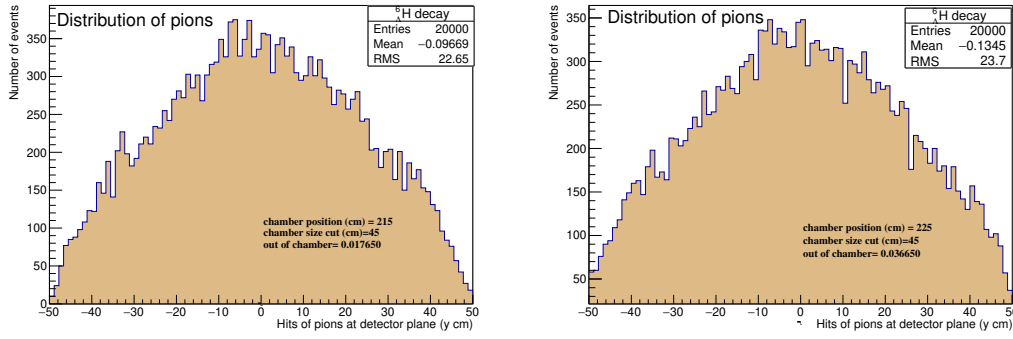 Distribution of pions
⁶ΛH decay
Entries 20000
Mean −0.09669
RMS 22.65
Number of events
350
300
250
200
150
100
50
0
chamber position (cm) = 215
chamber size cut (cm)=45
out of chamber= 0.017650
−50 −40 −30 −20 −10 0 10 20 30 40 50
Hits of pions at detector plane (y cm)
Distribution of pions
⁶ΛH decay
Entries 20000
Mean −0.1345
RMS 23.7
Number of events
350
300
250
200
150
100
50
chamber position (cm) = 225
chamber size cut (cm)=45
out of chamber= 0.036650
−50 −40 −30 −20 −10 0 10 20 30 40 50
Hits of pions at detector plane (y cm)